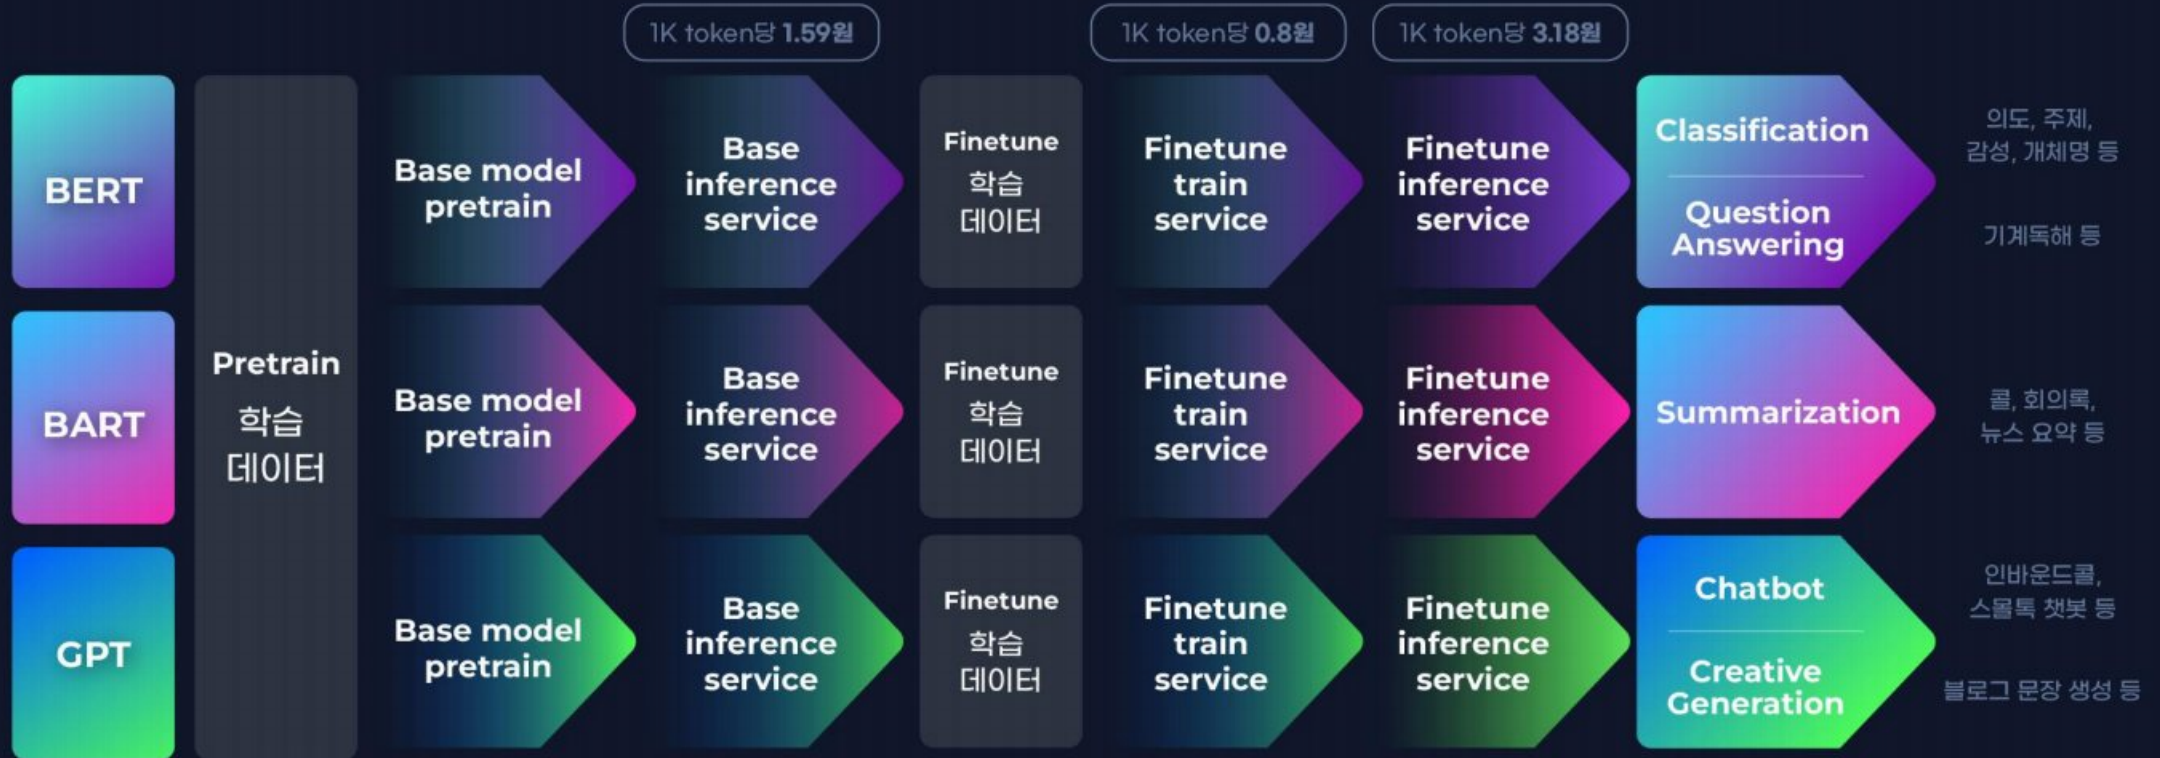 1K token당 1.59원
1K token당 0.8원
1K token당 3.18원
BERT
Base model
pretrain
Base
inference
service
Finetune
학습
데이터
Finetune
train
service
Finetune
inference
service
Classification
Question
Answering
의도, 주제,
감성, 개체명 등
기계독해 등
Pretrain
학습
데이터
BART
Base model
pretrain
Base
inference
service
Finetune
학습
데이터
Finetune
train
service
Finetune
inference
service
Summarization
콜, 회의록,
뉴스 요약 등
GPT
Base model
pretrain
Base
inference
service
Finetune
학습
데이터
Finetune
train
service
Finetune
inference
service
Chatbot
Creative
Generation
인바운드콜,
스몰톡 챗봇 등
블로그 문장 생성 등